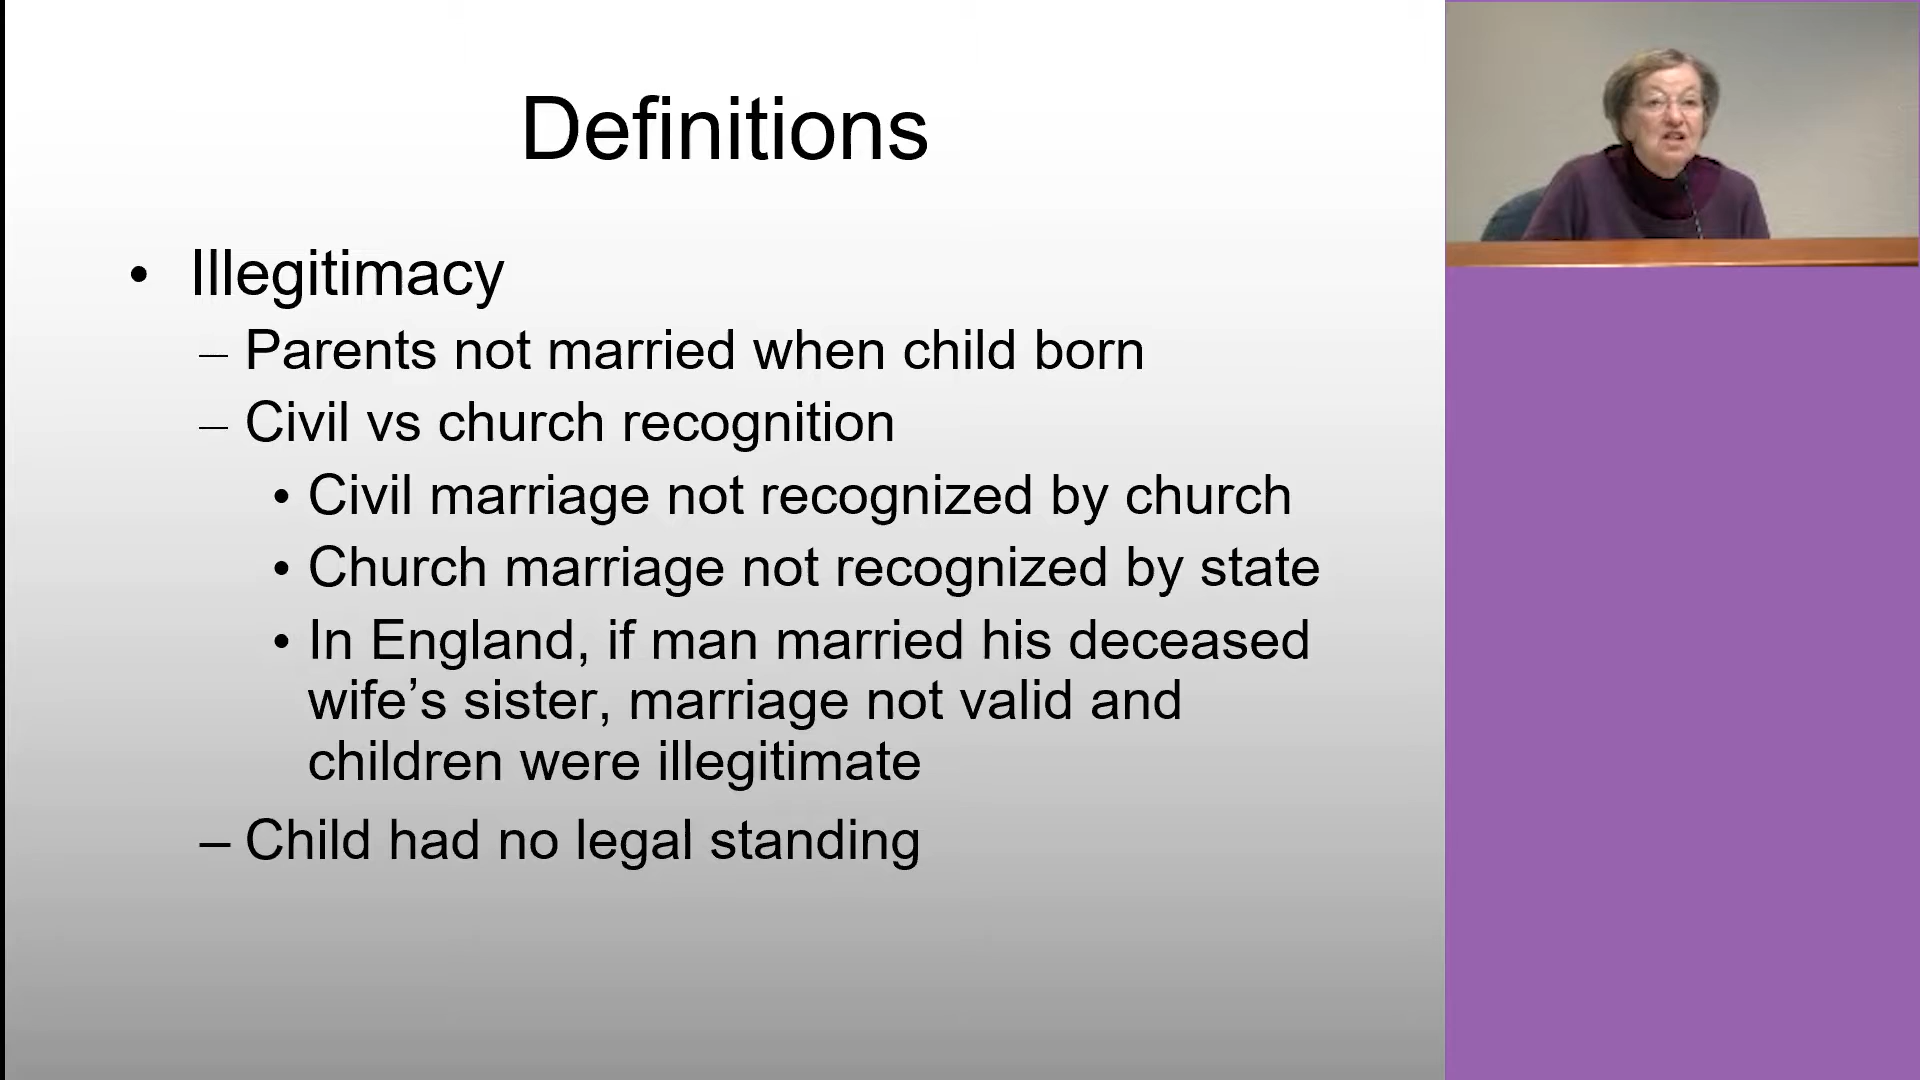 Definitions
• Illegitimacy
– Parents not married when child born
– Civil vs church recognition
• Civil marriage not recognized by church
• Church marriage not recognized by state
• In England, if man married his deceased
wife’s sister, marriage not valid and
children were illegitimate
– Child had no legal standing